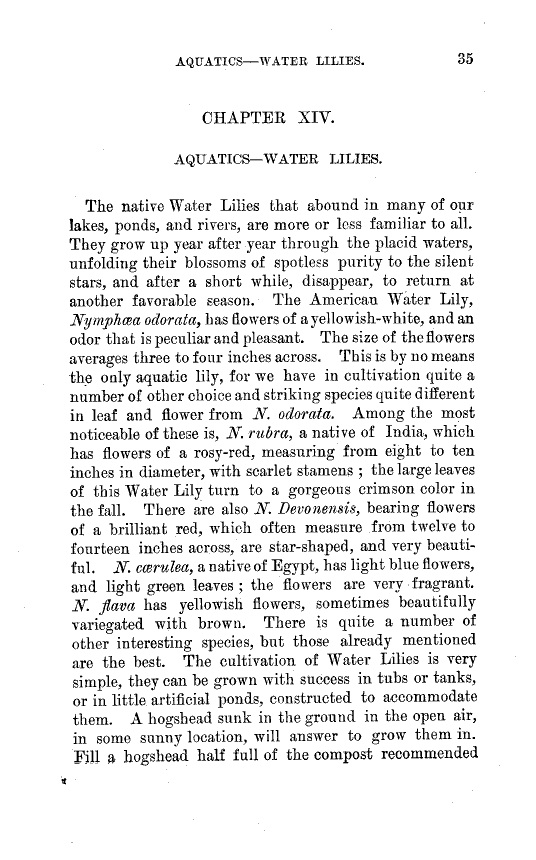 AQUATICS—WATER LILIES. 35
CHAPTER XIV.
AQUATICS—WATER LILIES.
The native Water Lilies that abound in many of our
lakes, ponds, and rivers, are more or less familiar to all.
They grow up year after year through the placid waters,
unfolding their blossoms of spotless purity to the silent
stars, and after a short while, disappear, to return at
another favorable season. The American Water Lily,
Nymphæa odorata, has flowers of a yellowish-white, and an
odor that is peculiar and pleasant. The size of the flowers
averages three to four inches across. This is by no means
the only aquatic lily, for we have in cultivation quite a
number of other choice and striking species quite different
in leaf and flower from N. odorata. Among the most
noticeable of these is, N. rubra, a native of India, which
has flowers of a rosy-red, measuring from eight to ten
inches in diameter, with scarlet stamens ; the large leaves
of this Water Lily turn to a gorgeous crimson color in
the fall. There are also N. Devonensis, bearing flowers
of a brilliant red, which often measure from twelve to
fourteen inches across, are star-shaped, and very beauti-
ful. N. cærulea, a native of Egypt, has light blue flowers,
and light green leaves ; the flowers are very fragrant.
N. flava has yellowish flowers, sometimes beautifully
variegated with brown. There is quite a number of
other interesting species, but those already mentioned
are the best. The cultivation of Water Lilies is very
simple, they can be grown with success in tubs or tanks,
or in little artificial ponds, constructed to accommodate
them. A hogshead sunk in the ground in the open air,
in some sunny location, will answer to grow them in.
Fill a hogshead half full of the compost recommended